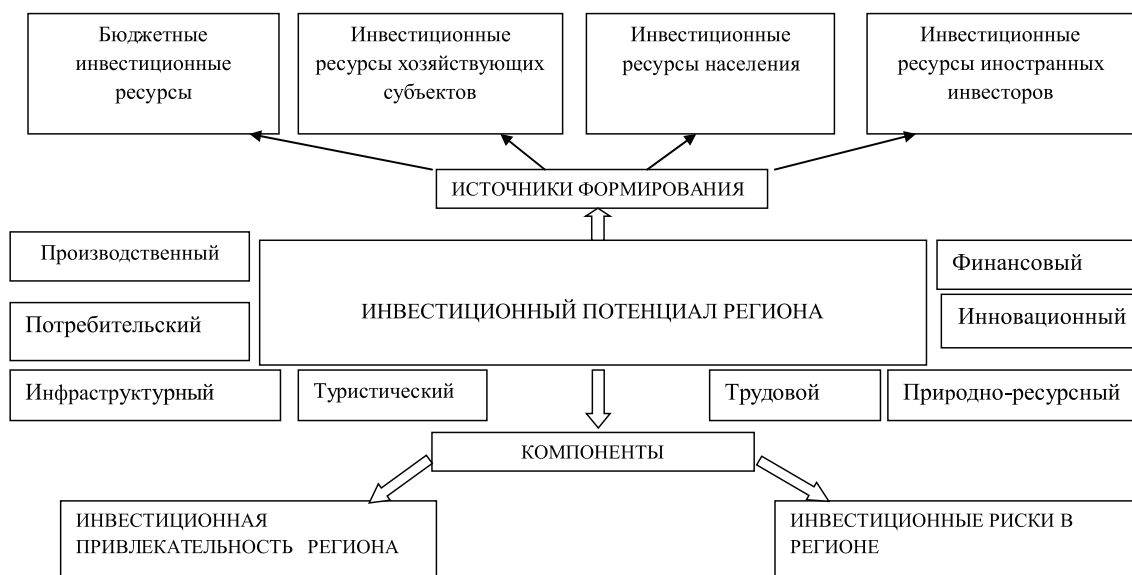 Бюджетные
инвестиционные
ресурсы
Инвестиционные
ресурсы хозяйствующих
субъектов
Инвестиционные
ресурсы населения
Инвестиционные
ресурсы иностранных
инвесторов
ИСТОЧНИКИ ФОРМИРОВАНИЯ
Производственный
Финансовый
ИНВЕСТИЦИОННЫЙ ПОТЕНЦИАЛ РЕГИОНА
Потребительский
Инновационный
Инфраструктурный
Туристический
Трудовой
Природно-ресурсный
КОМПОНЕНТЫ
ИНВЕСТИЦИОННАЯ
ПРИВЛЕКАТЕЛЬНОСТЬ РЕГИОНА
ИНВЕСТИЦИОННЫЕ РИСКИ В
РЕГИОНЕ